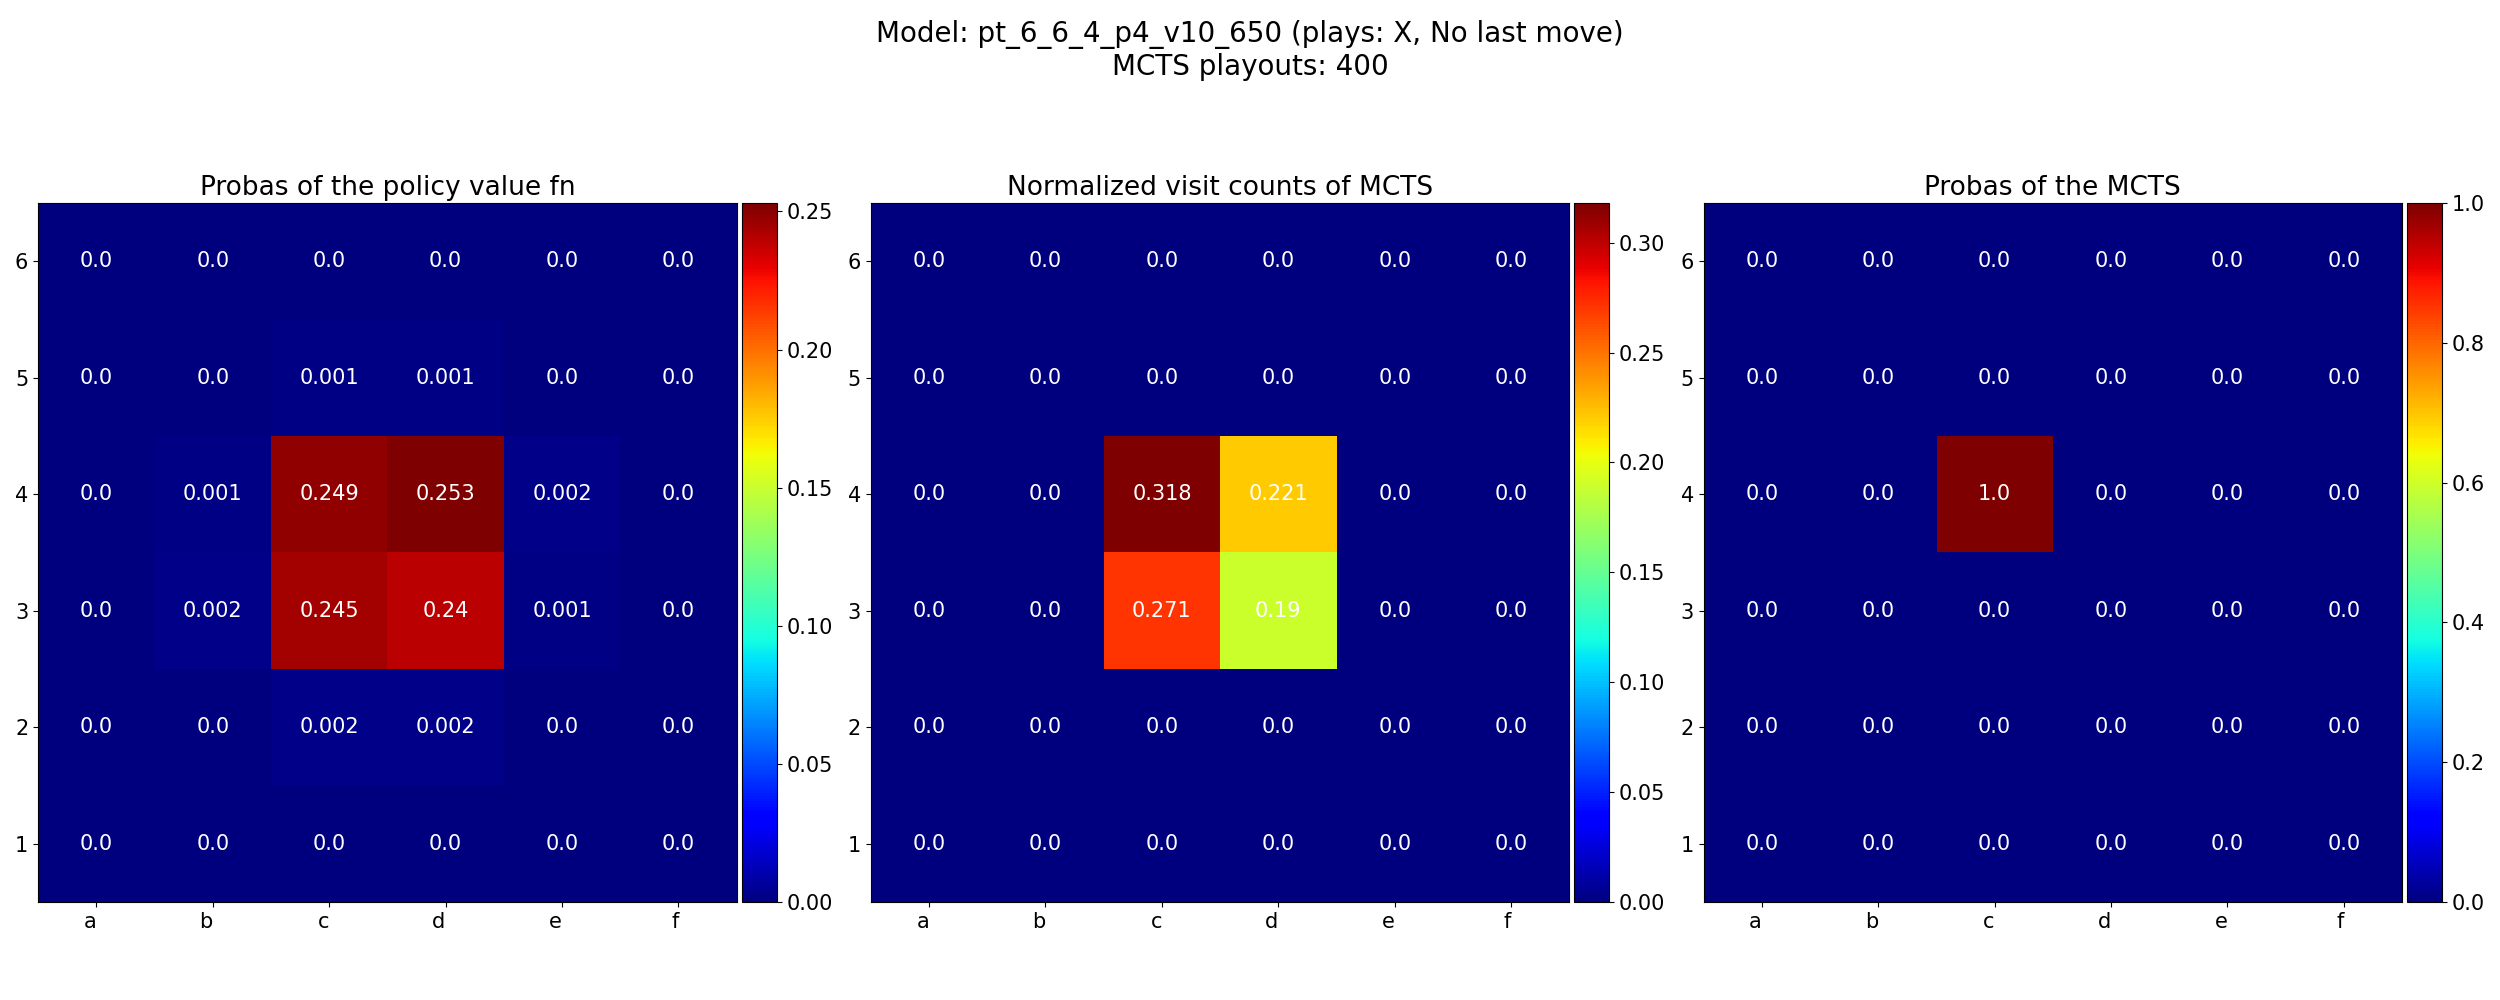 Model: pt_6_6_4_p4_v10_650 (plays: X, No last move)
MCTS playouts: 400
Probas of the policy value fn
6 0.0 0.0 0.0 0.0 0.0 0.0
5 0.0 0.0 0.001 0.001 0.0 0.0
4 0.0 0.001 0.249 0.253 0.002 0.0
3 0.0 0.002 0.245 0.24 0.001 0.0
2 0.0 0.0 0.002 0.002 0.0 0.0
1 0.0 0.0 0.0 0.0 0.0 0.0
a b c d e f
0.25
0.20
0.15
0.10
0.05
0.00
Normalized visit counts of MCTS
6 0.0 0.0 0.0 0.0 0.0 0.0
5 0.0 0.0 0.0 0.0 0.0 0.0
4 0.0 0.0 0.318 0.221 0.0 0.0
3 0.0 0.0 0.271 0.19 0.0 0.0
2 0.0 0.0 0.0 0.0 0.0 0.0
1 0.0 0.0 0.0 0.0 0.0 0.0
a b c d e f
0.30
0.25
0.20
0.15
0.10
0.05
0.00
Probas of the MCTS
6 0.0 0.0 0.0 0.0 0.0 0.0
5 0.0 0.0 0.0 0.0 0.0 0.0
4 0.0 0.0 1.0 0.0 0.0 0.0
3 0.0 0.0 0.0 0.0 0.0 0.0
2 0.0 0.0 0.0 0.0 0.0 0.0
1 0.0 0.0 0.0 0.0 0.0 0.0
a b c d e f
1.0
0.8
0.6
0.4
0.2
0.0